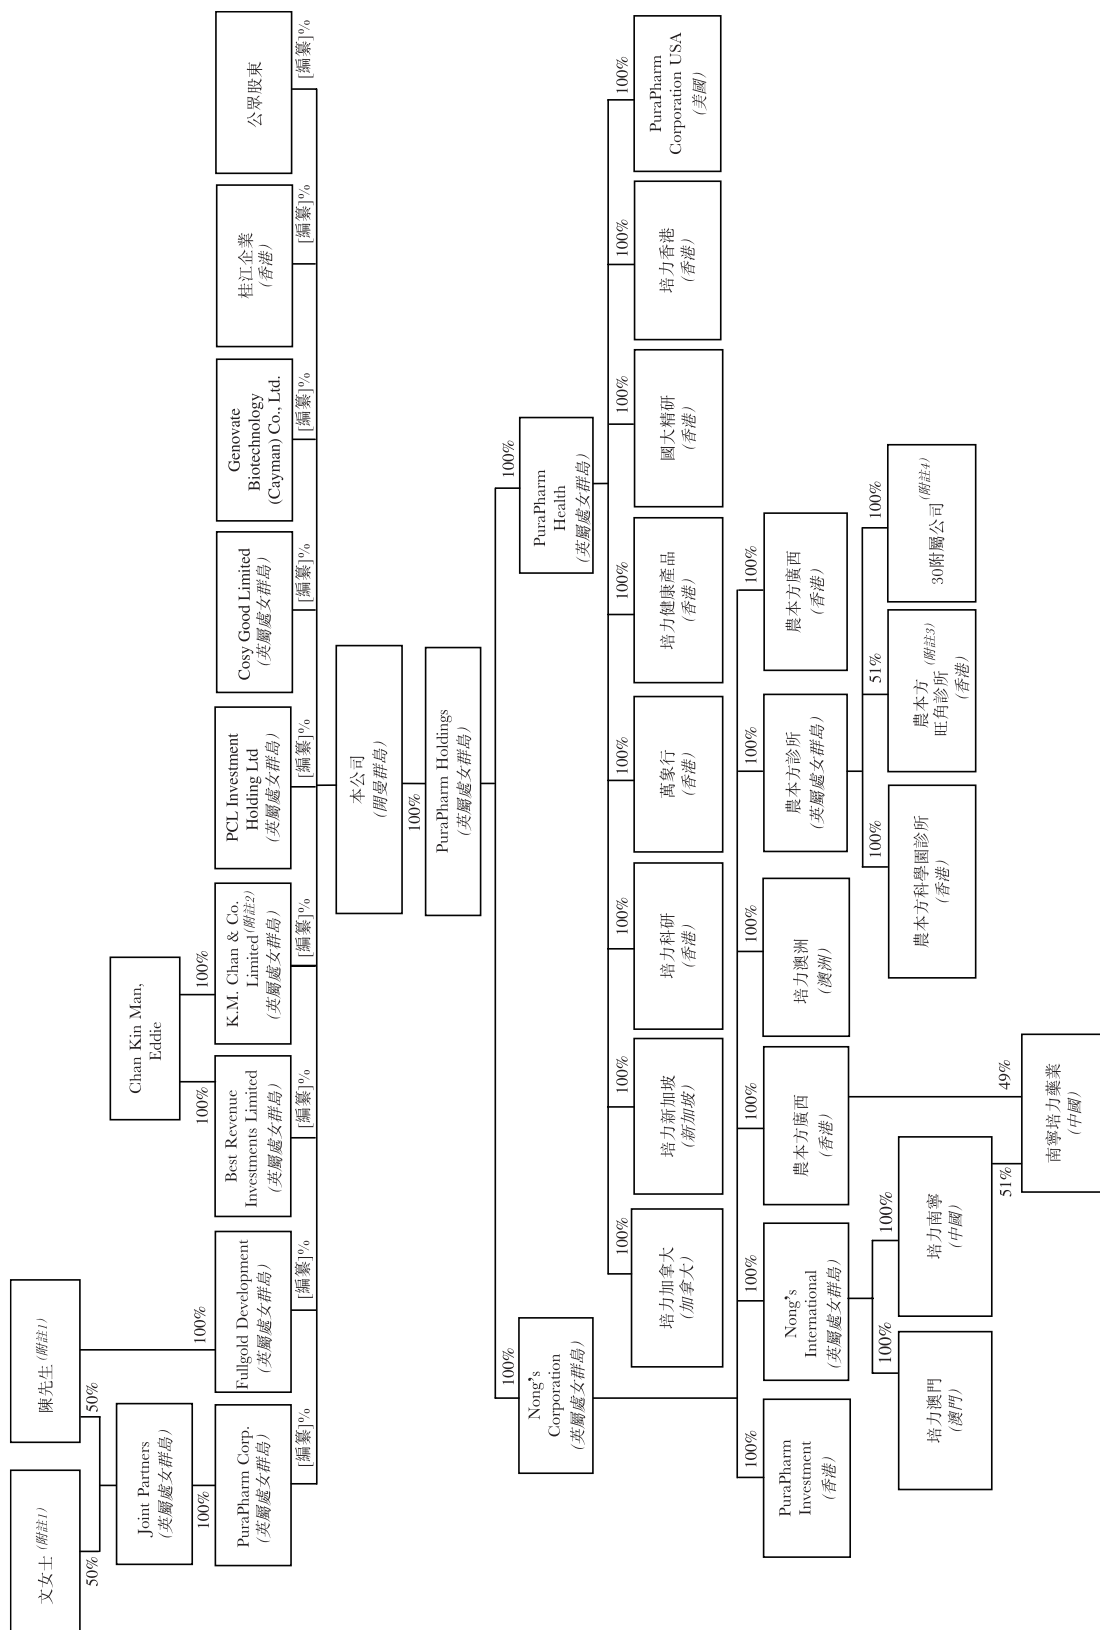 文女士(附註1)
陳先生(附註1)
50%
50%
Joint Partners
(英屬處女群島)
Chan Kin Man,
Eddie
100%
100%
100%
100%
PuraPharm Corp.
(英屬處女群島)
Fullgold Development
(英屬處女群島)
Best Revenue
Investments Limited
(英屬處女群島)
K.M. Chan & Co.
Limited(附註2)
(英屬處女群島)
PCL Investment
Holding Ltd
(英屬處女群島)
Cosy Good Limited
(英屬處女群島)
Genovate
Biotechnology
(Cayman) Co., Ltd.
桂江企業
(香港)
公眾股東
[編纂]%
[編纂]%
[編纂]%
[編纂]%
[編纂]%
[編纂]%
[編纂]%
[編纂]%
[編纂]%
本公司
(開曼群島)
100%
PuraPharm Holdings
(英屬處女群島)
100%
100%
Nong's
Corporation
(英屬處女群島)
PuraPharm
Health
(英屬處女群島)
100%
100%
100%
100%
100%
100%
100%
100%
培力加拿大
(加拿大)
培力新加坡
(新加坡)
培力科研
(香港)
萬象行
(香港)
培力健康產品
(香港)
國大精研
(香港)
培力香港
(香港)
PuraPharm
Corporation USA
(美國)
100%
100%
100%
100%
100%
100%
PuraPharm
Investment
(香港)
Nong's
International
(英屬處女群島)
農本方廣西
(香港)
培力澳洲
(澳洲)
農本方診所
(英屬處女群島)
農本方廣西
(香港)
100%
100%
49%
100%
51%
100%
培力澳門
(澳門)
培力南寧
(中國)
農本方科學園診所
(香港)
農本方
旺角診所(附註3)
(香港)
30附屬公司(附註4)
51%
南寧培力藥業
(中國)